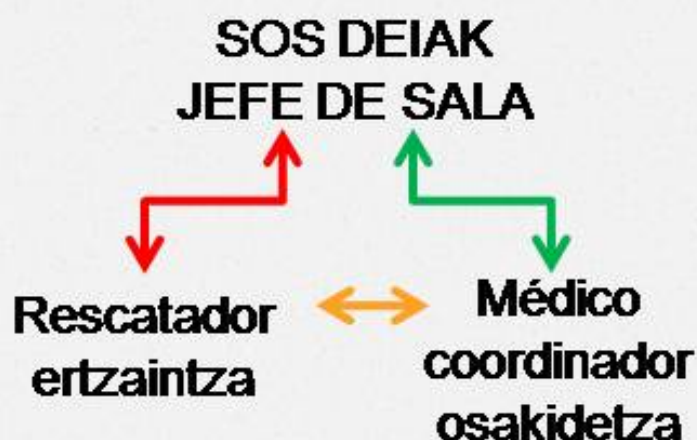 SOS DEIAK
JEFE DE SALA
Rescatador
ertzaintza
Médico
coordinador
osakidetza